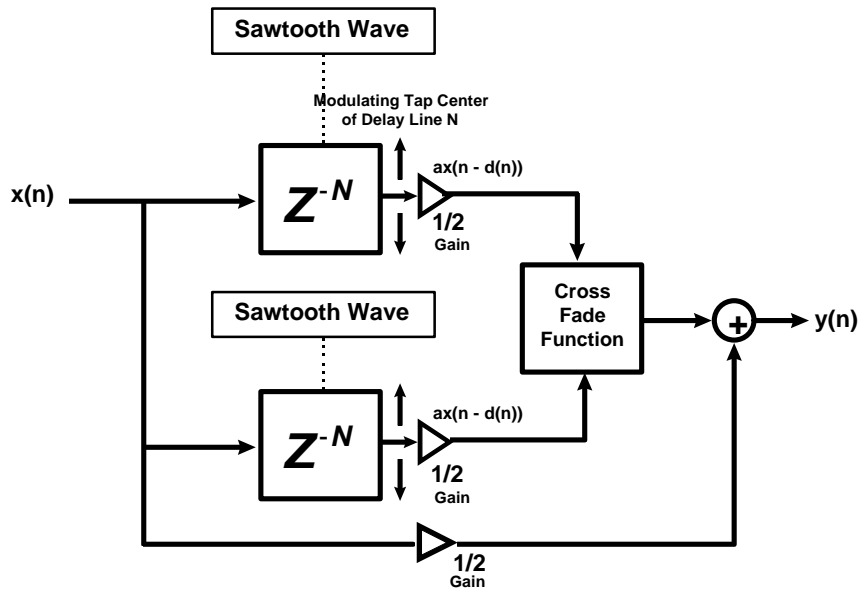 Sawtooth Wave
Modulating Tap Center
of Delay Line N
x(n)
Z-N
ax(n - d(n))
1/2
Gain
Cross
Fade
Function
+
y(n)
Sawtooth Wave
Z-N
ax(n - d(n))
1/2
Gain
1/2
Gain